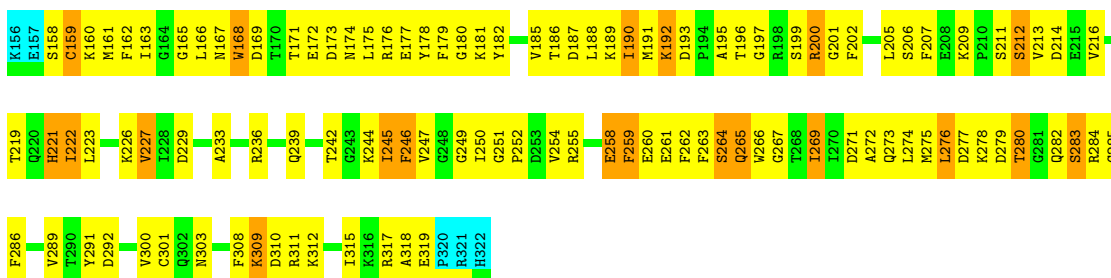 K156 E157 S158 C159 K160 M161 F162 I163 G164 G165 L166 N167 W168 D169 T170 T171 E172 D173 N174 L175 R176 E177 Y178 F179 G180 K181 Y182 V185 T186 D187 L188 K189 I190 M191 K192 D193 P194 A195 T196 G197 R198 S199 R200 G201 F202 L205 S206 F207 E208 K209 P210 S211 S212 V213 D214 E215 V216
T219 Q220 H221 I222 L223 K226 V227 I228 D229 A233 R236 Q239 T242 G243 K244 I245 F246 V247 G248 G249 I250 G251 P252 D253 V254 R255 E258 F259 E260 E261 F262 F263 S264 Q265 W266 G267 T268 I269 I270 D271 A272 Q273 L274 M275 L276 D277 K278 D279 T280 G281 Q282 S283 R284
F286 V289 T290 Y291 D292 V300 C301 Q302 N303 F308 K309 D310 R311 K312 I315 K316 R317 A318 E319 P320 R321 H322